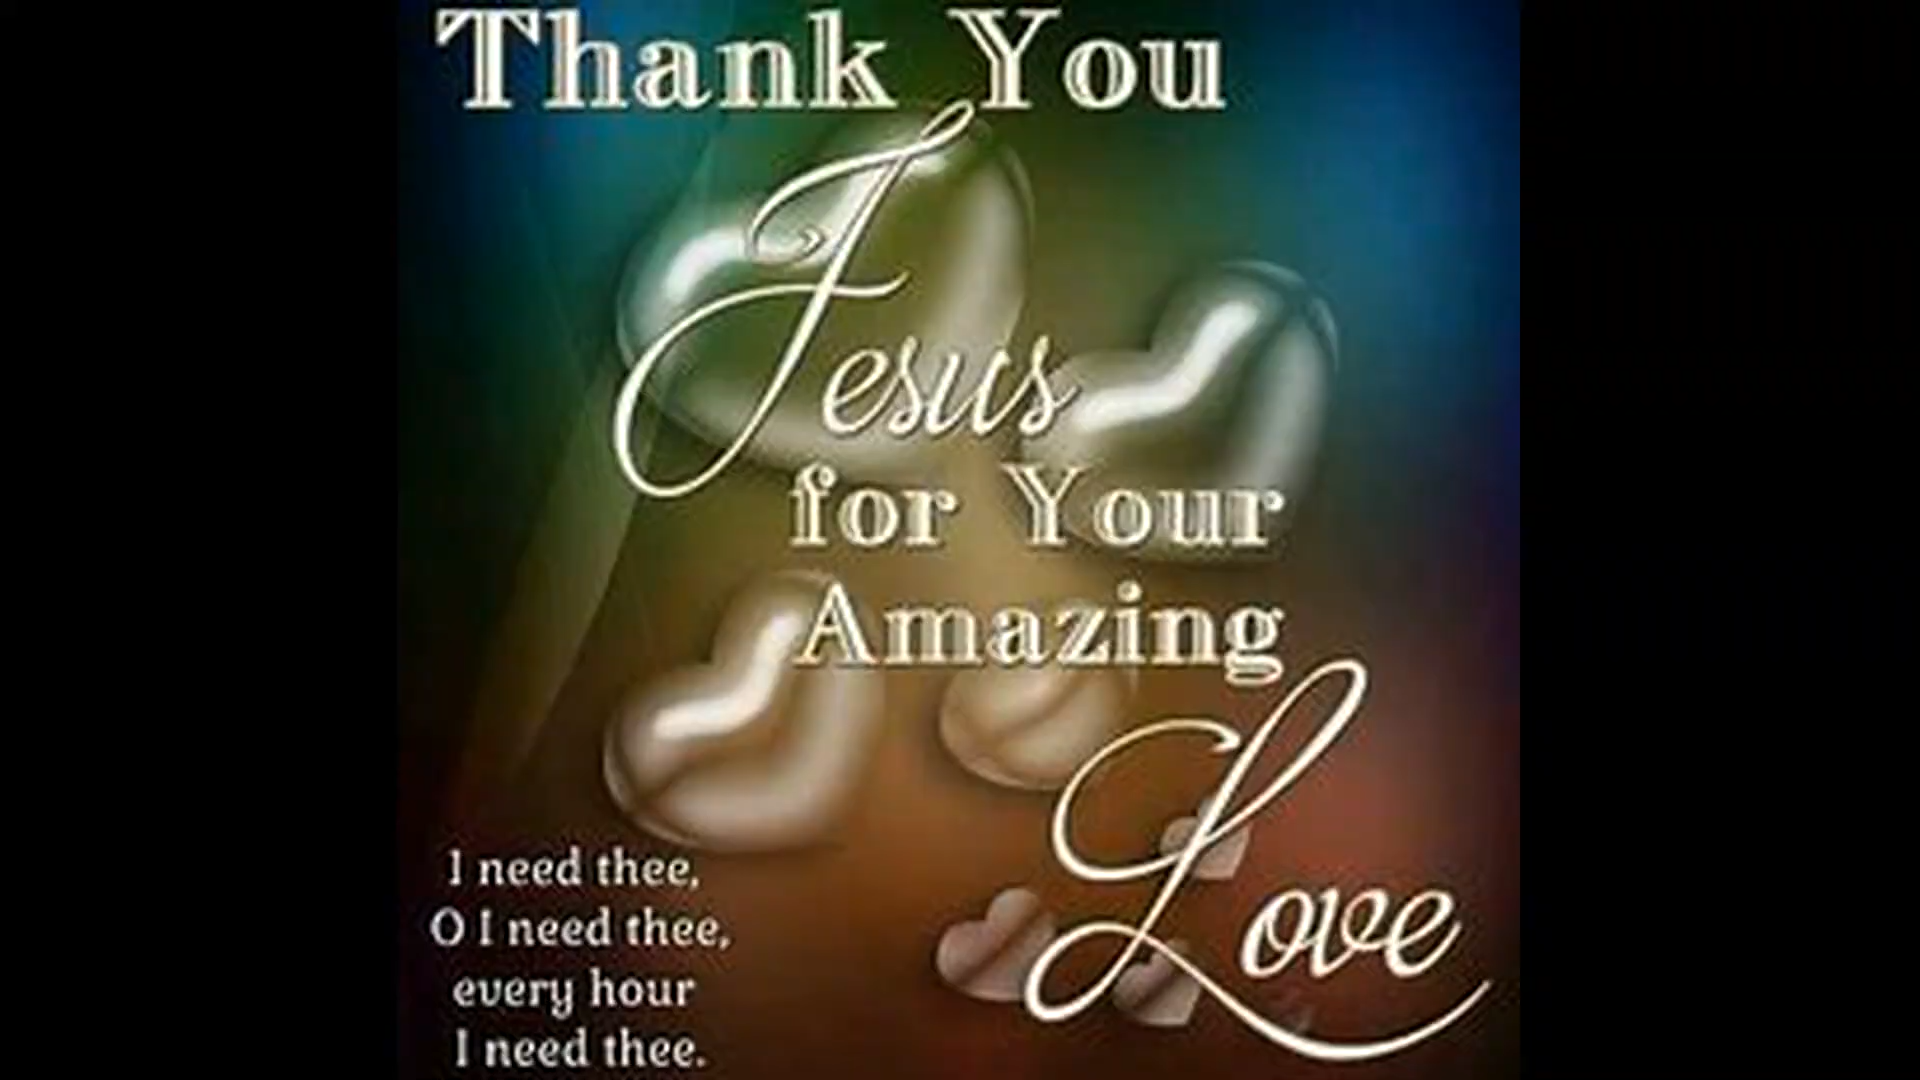 Thank You
Jesus
for Your
Amazing
Love
I need thee,
O I need thee,
every hour
I need thee.